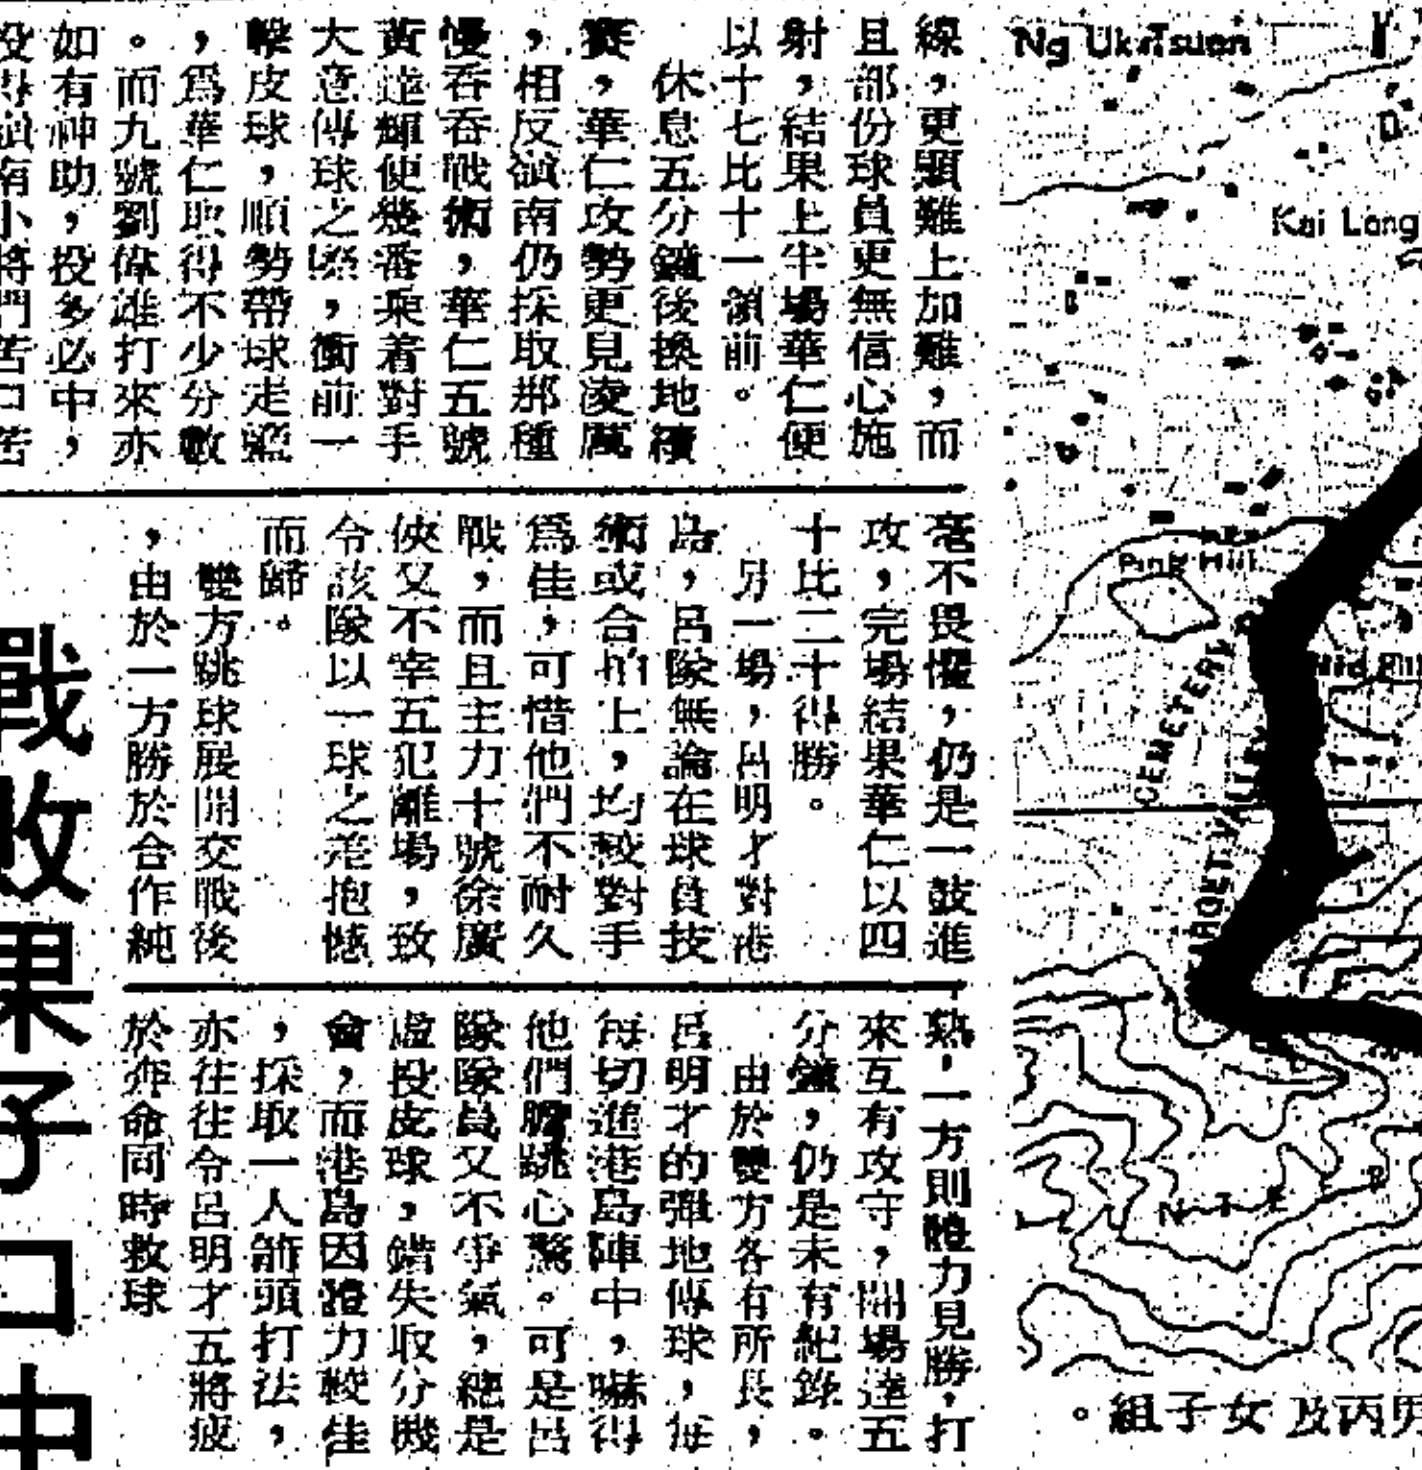 線，更顯難上加難，而
且部份球員更無信心施
射，結果上半場華仁便
以十七比十一領前。
休息五分鐘後換地續
賽，華仁攻勢更見凌厲
，相反嶺南仍採取那種
慢吞吞戰術，華仁五號
黃達輝便幾番乘着對手
大意傳球之際，衝前一
擊皮球，順勢帶球走籃
，爲華仁取得不少分數
。而九號劉偉雄打來亦
如有神助，投多必中，
嶺南小將們苦口苦
毫不畏懼，仍是一鼓進
攻，完場結果華仁以四
十比二十得勝。
另一場，呂明才對港
島，呂隊無論在球員技
術或合拍上，均較對手
爲佳，可惜他們不耐久
戰，而且主力十號徐廣
俠又不幸五犯離場，致
令該隊以一球之差抱憾
而歸。
雙方跳球展開交戰後
，由於一方勝於合作純
熟，一方則體力見勝，打
來互有攻守，開場達五
分鐘，仍是未有紀錄。
由於雙方各有所長，
呂明才的彈地傳球，每
每切進港島陣中，嚇得
他們膽跳心驚。可是呂
隊隊員又不爭氣，總是
虛投皮球，錯失取分機
會，而港島因體力較佳
，採取一人箭頭打法，
亦往往令呂明才五將疲
於奔命同時救球
戰敗果子口中
Ng Uk Tsuen
Kai Lang
Pink Hill
CEMETERY
VALLEY
Mid
N T E R
組子女及丙男